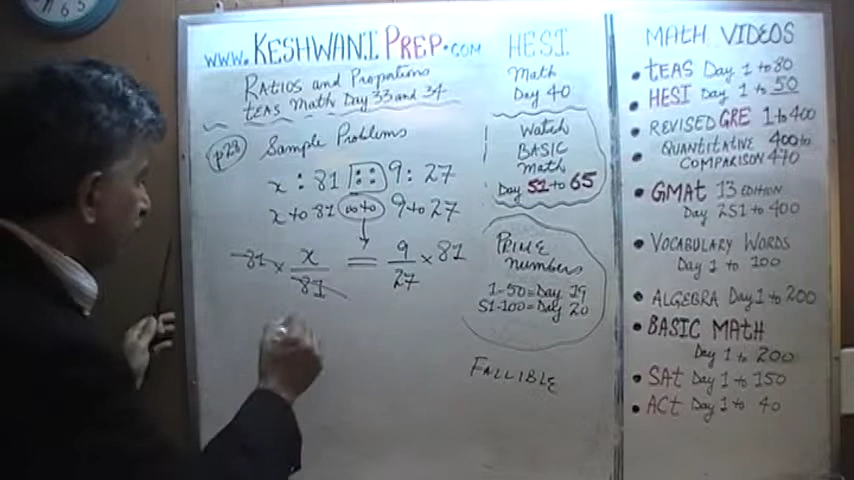 www.KESHWANI PREP.com
RATIOS and Propations
tEAS Math Day 33 and 34
p28 Sample Problems
x : 81 :: 9 : 27
x to 81 as to 9 to 27
81 × x/81 = 9/27 × 81
HESI
Math
Day 40
Watch
BASIC
Math
Day 51 to 65
PRIME
Numbers
1-50=Day 19
51-100=Day 20
FALLIBLE
MATH VIDEOS
• tEAS Day 1 to 80
• HESI Day 1 to 50
• REVISED GRE 1 to 400
• QUANTITATIVE 400 to
COMPARISON 470
• GMAt 13 EDITION
Day 251 to 400
• VOCABULARY WORDS
Day 1 to 100
• ALGEBRA Day 1 to 200
• BASIC MATH
Day 1 to 200
• SAt Day 1 to 150
• ACt Day 1 to 40
6 5